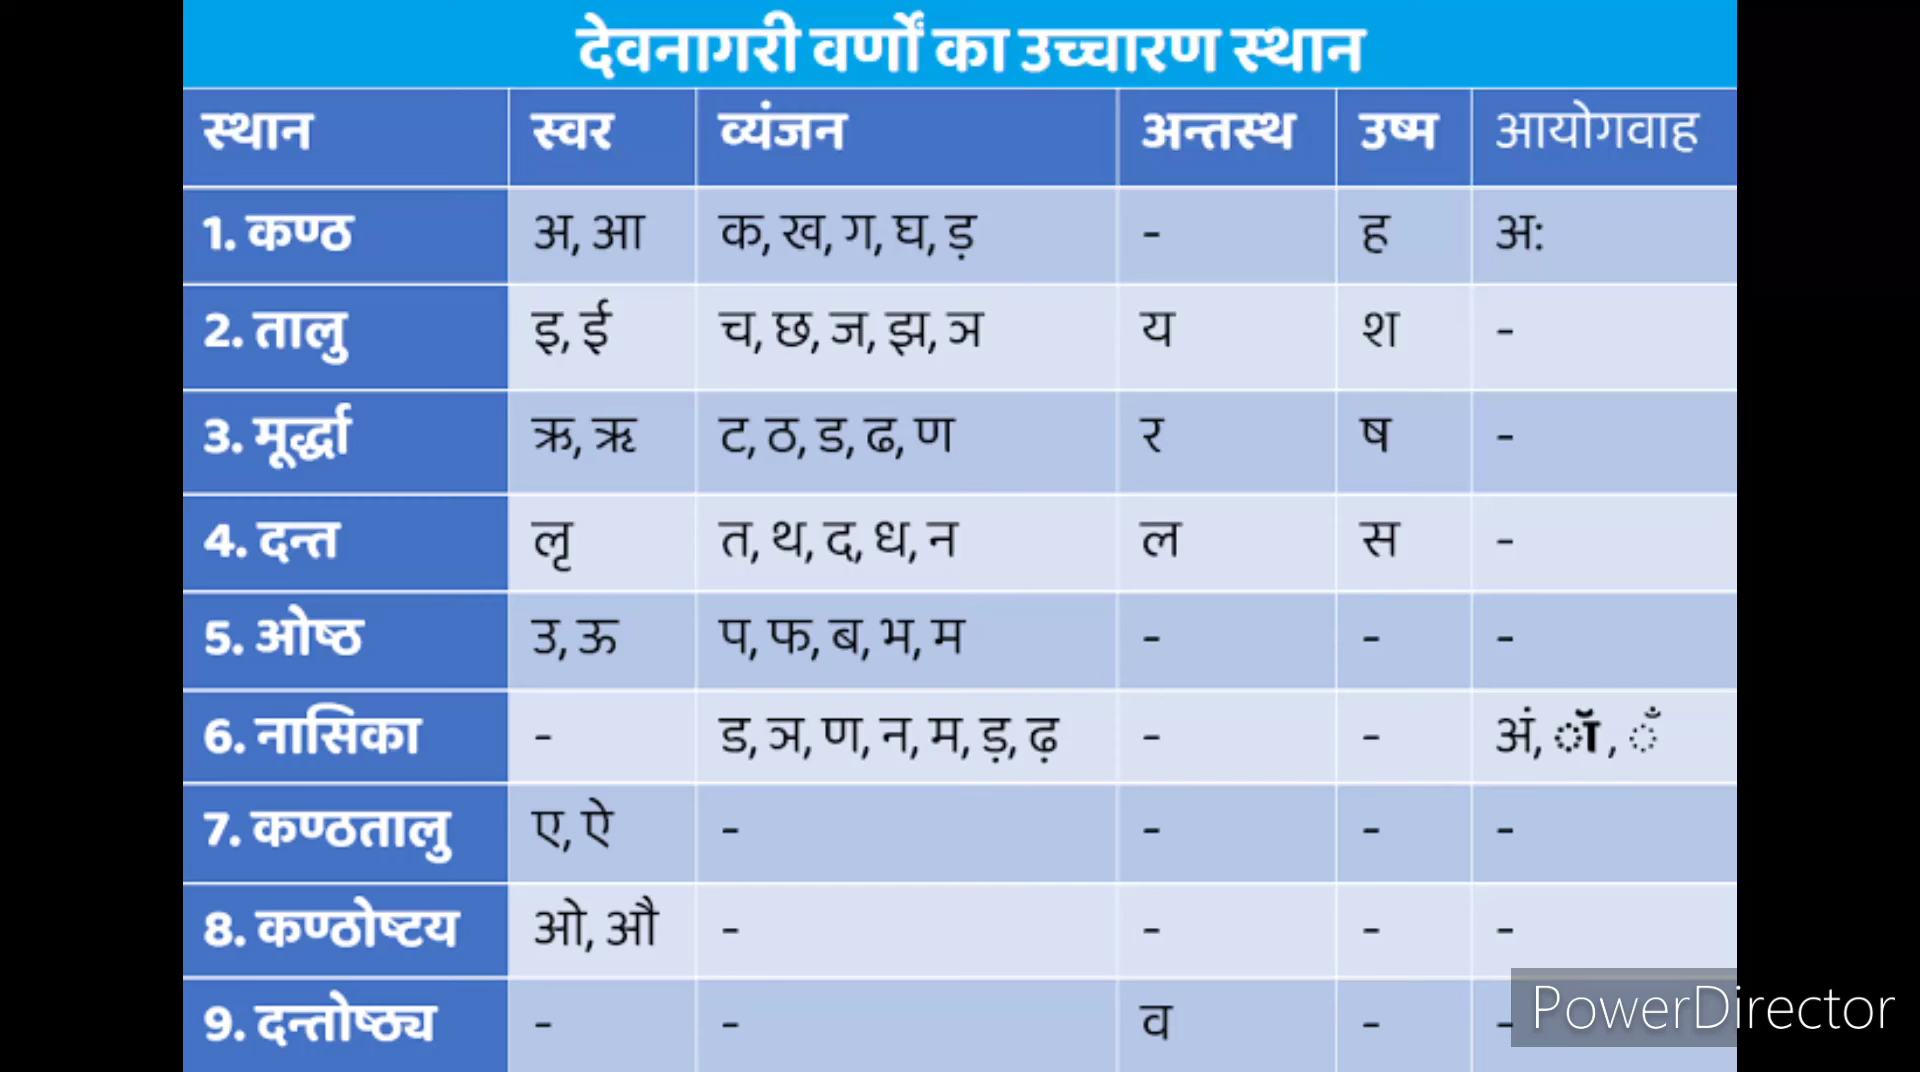 देवनागरी वर्णों का उच्चारण स्थान
स्थान स्वर व्यंजन अन्तस्थ उष्म आयोगवाह
1. कण्ठ अ, आ क, ख, ग, घ, ड़ - ह अ:
2. तालु इ, ई च, छ, ज, झ, ञ य श -
3. मूर्द्धा ऋ, ॠ ट, ठ, ड, ढ, ण र ष -
4. दन्त लृ त, थ, द, ध, न ल स -
5. ओष्ठ उ, ऊ प, फ, ब, भ, म - - -
6. नासिका - ड, ञ, ण, न, म, ड़, ढ़ - - अं, ॉ, ँ
7. कण्ठतालु ए, ऐ - - - -
8. कण्ठोष्टय ओ, औ - - - -
9. दन्तोष्ठ्य - - व - -
PowerDirector